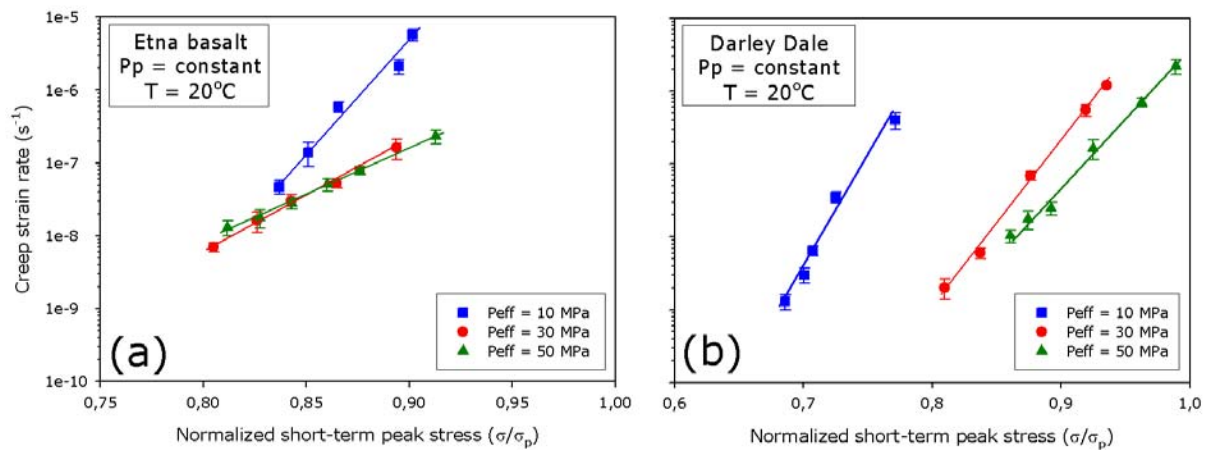 Etna basalt
Pp = constant
T = 20°C
Creep strain rate (s⁻¹)
1e-5
1e-6
1e-7
1e-8
1e-9
1e-10
Peff = 10 MPa
Peff = 30 MPa
Peff = 50 MPa
(a)
0,75 0,80 0,85 0,90 0,95 1,00
Normalized short-term peak stress (σ/σₚ)
Darley Dale
Pp = constant
T = 20°C
Peff = 10 MPa
Peff = 30 MPa
Peff = 50 MPa
(b)
0,6 0,7 0,8 0,9 1,0
Normalized short-term peak stress (σ/σₚ)